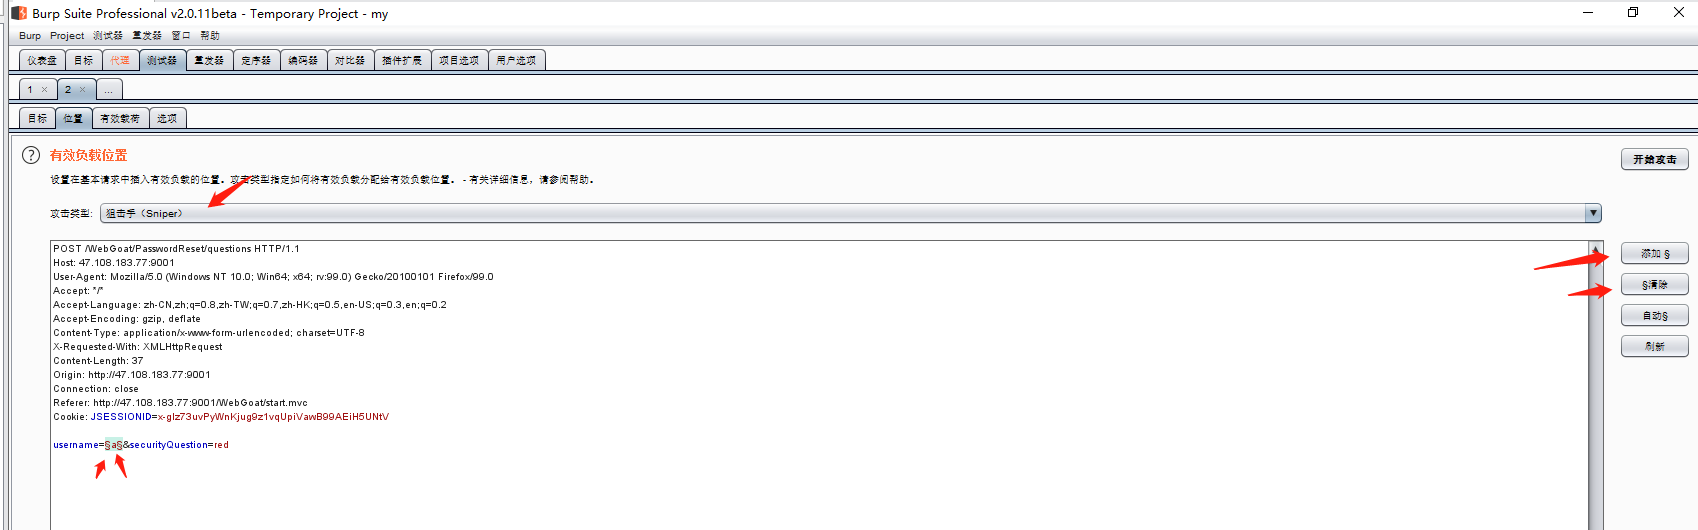 Burp Suite Professional v2.0.11beta - Temporary Project - my
Burp Project 测试器 重发器 窗口 帮助
仪表盘 目标 代理 测试器 重发器 定序器 编码器 对比器 插件扩展 项目选项 用户选项
1 × 2 × ...
目标 位置 有效载荷 选项
? 有效负载位置
开始攻击
设置在基本请求中插入有效负载的位置。攻击类型指定如何将有效负载分配给有效负载位置。 - 有关详细信息，请参阅帮助。
攻击类型: 狙击手（Sniper）
POST /WebGoat/PasswordReset/questions HTTP/1.1
Host: 47.108.183.77:9001
User-Agent: Mozilla/5.0 (Windows NT 10.0; Win64; x64; rv:99.0) Gecko/20100101 Firefox/99.0
Accept: */*
Accept-Language: zh-CN,zh;q=0.8,zh-TW;q=0.7,zh-HK;q=0.5,en-US;q=0.3,en;q=0.2
Accept-Encoding: gzip, deflate
Content-Type: application/x-www-form-urlencoded; charset=UTF-8
X-Requested-With: XMLHttpRequest
Content-Length: 37
Origin: http://47.108.183.77:9001
Connection: close
Referer: http://47.108.183.77:9001/WebGoat/start.mvc
Cookie: JSESSIONID=x-glz73uvPyWnKjug9z1vqUpiVawB99AEiH5UNtV
username=§a§&securityQuestion=red
添加 §
§清除
自动§
刷新